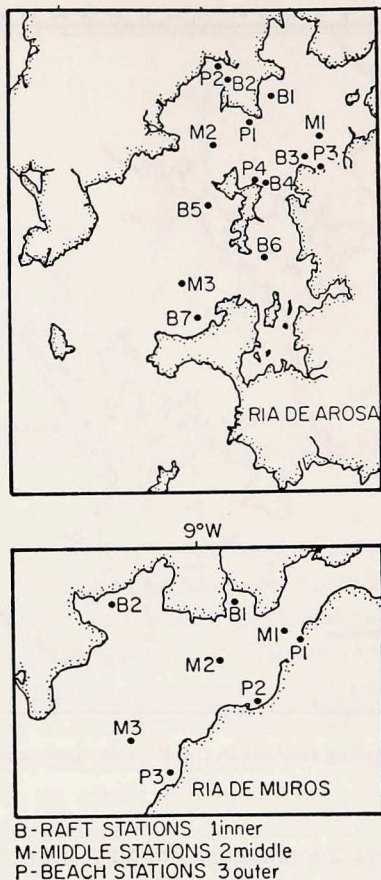 P2 B2
B1
P1
M1
M2
B3 P3
P4
B4
B5
B6
M3
B7
RIA DE AROSA
9°W
B2
B1
M1
P1
M2
P2
M3
P3
RIA DE MUROS
B-RAFT STATIONS 1inner
M-MIDDLE STATIONS 2middle
P-BEACH STATIONS 3outer